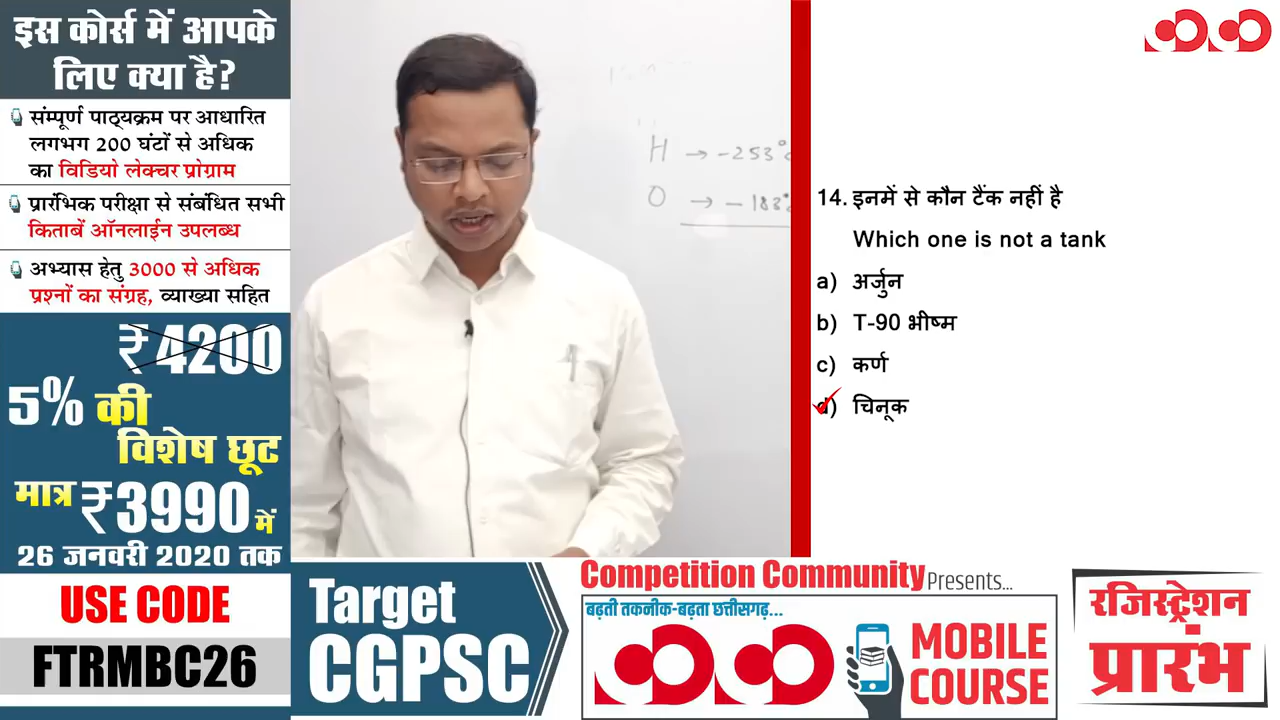 इस कोर्स में आपके
लिए क्या है?
संम्पूर्ण पाठ्यक्रम पर आधारित
लगभग 200 घंटों से अधिक
का विडियो लेक्चर प्रोग्राम
प्रारंभिक परीक्षा से संबंधित सभी
किताबें ऑनलाईन उपलब्ध
अभ्यास हेतु 3000 से अधिक
प्रश्नों का संग्रह, व्याख्या सहित
₹4200
5% की
विशेष छूट
मात्र ₹3990 में
26 जनवरी 2020 तक
USE CODE
FTRMBC26
H → -253°
O → - 183°
14. इनमें से कौन टैंक नहीं है
Which one is not a tank
a) अर्जुन
b) T-90 भीष्म
c) कर्ण
d) चिनूक
Target
CGPSC
Competition Community Presents...
बढ़ती तकनीक-बढ़ता छत्तीसगढ़...
MOBILE
COURSE
रजिस्ट्रेशन
प्रारंभ